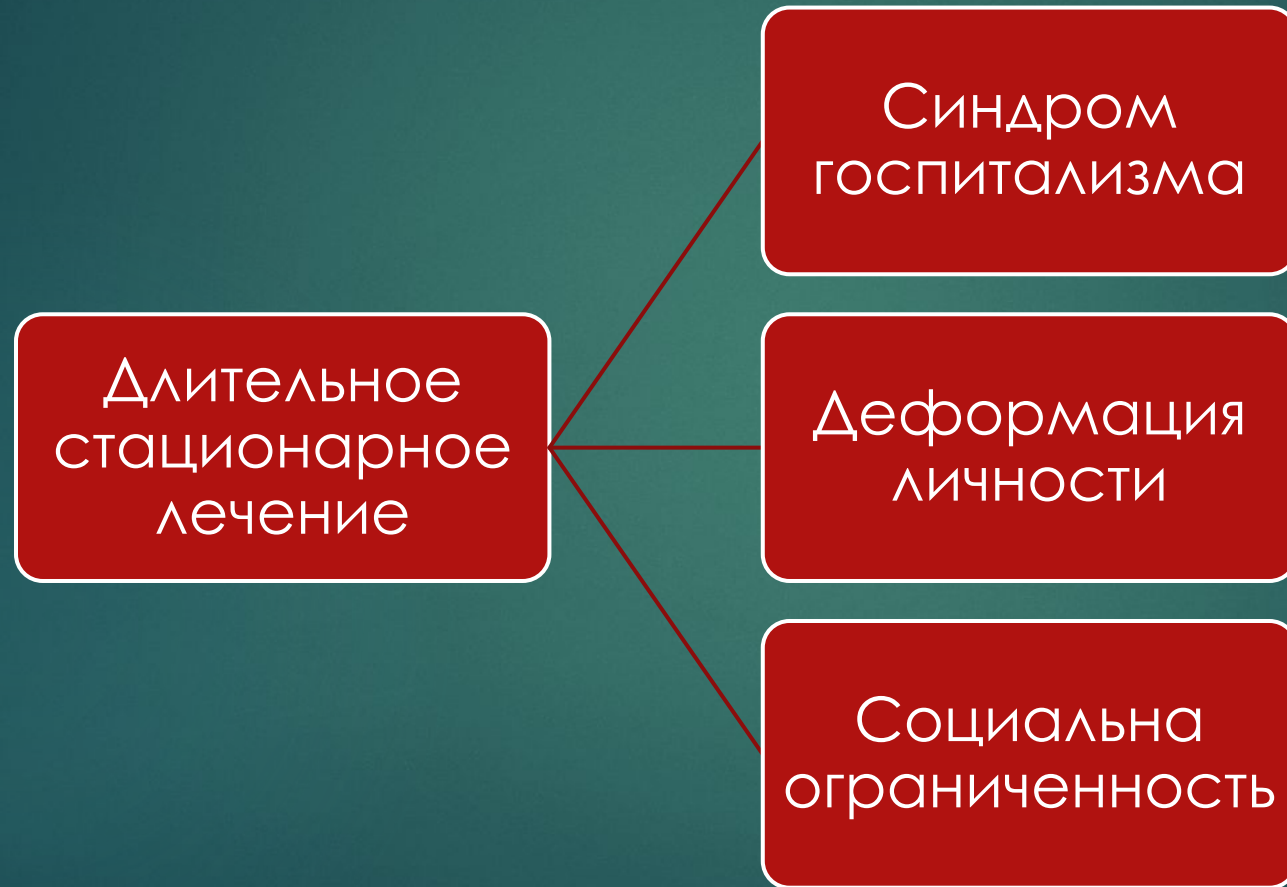 Длительное
стационарное
лечение
Синдром
госпитализма
Деформация
личности
Социальна
ограниченность